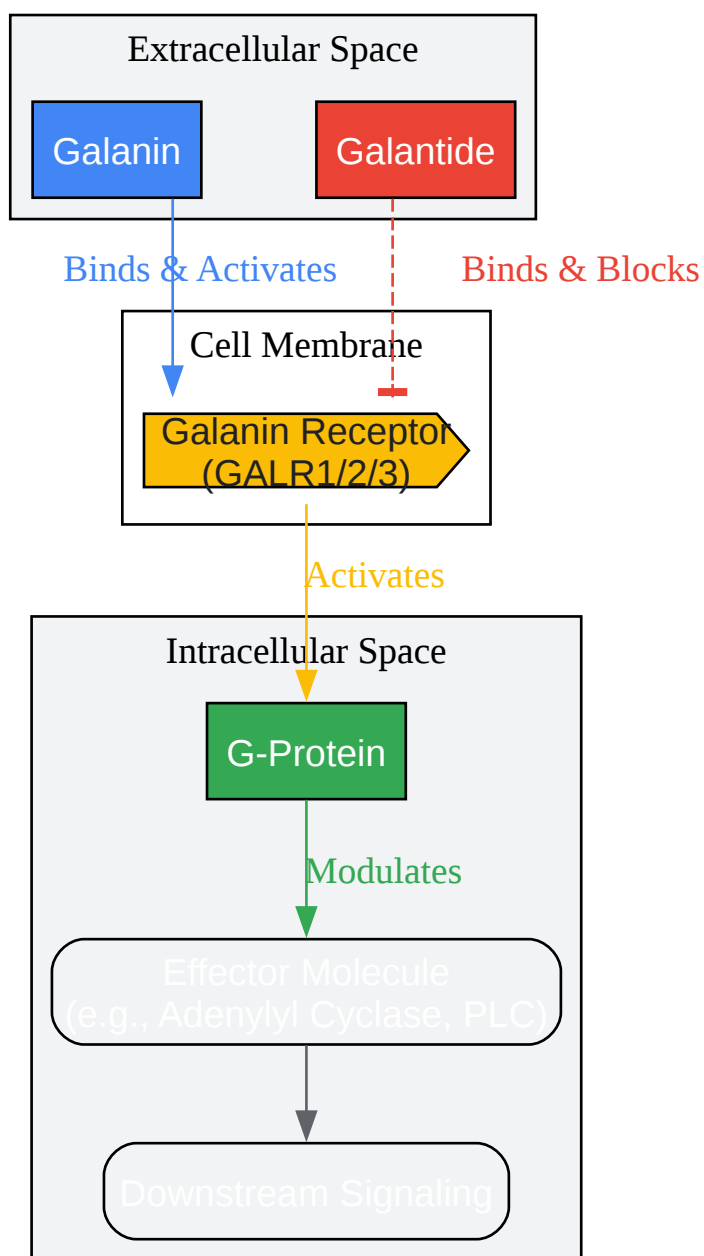 Extracellular Space
Galanin
Galantide
Binds & Activates
Binds & Blocks
Cell Membrane
Galanin Receptor
(GALR1/2/3)
Activates
Intracellular Space
G-Protein
Modulates
Effector Molecule
(e.g., Adenylyl Cyclase, PLC)
Downstream Signaling